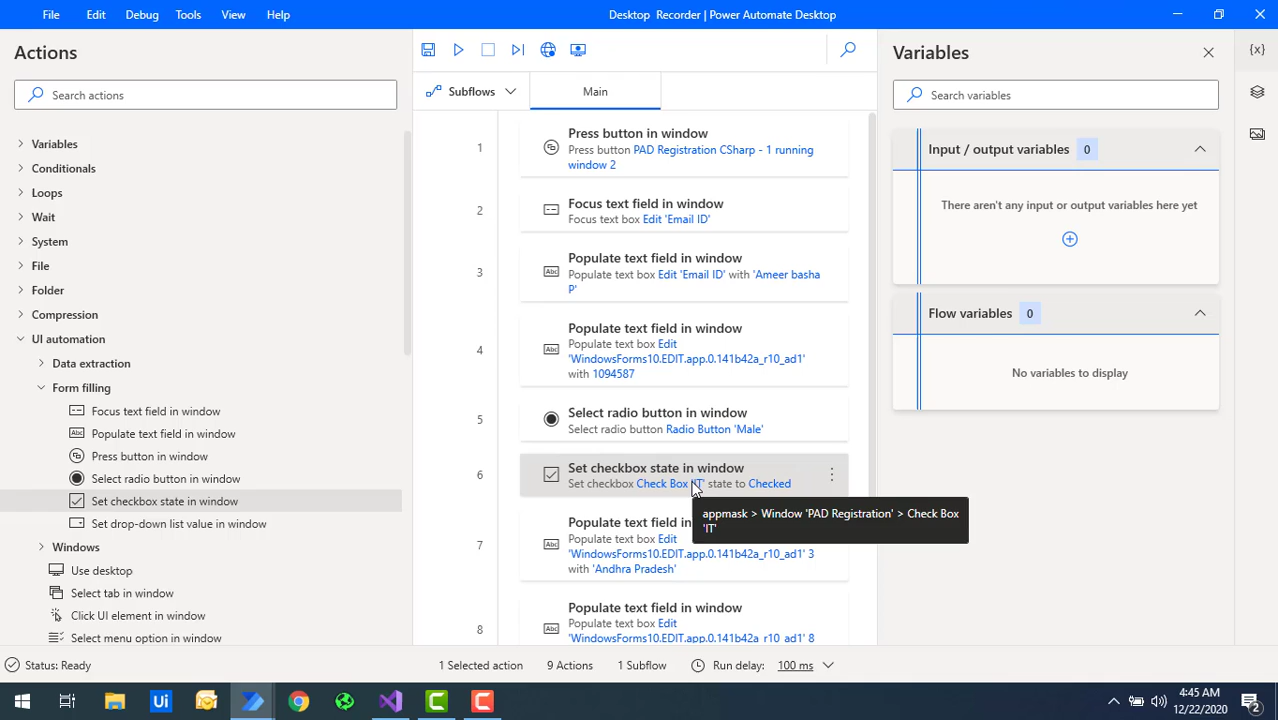 File Edit Debug Tools View Help
Desktop Recorder | Power Automate Desktop
Actions
Search actions
Variables
Conditionals
Loops
Wait
System
File
Folder
Compression
UI automation
Data extraction
Form filling
Focus text field in window
Populate text field in window
Press button in window
Select radio button in window
Set checkbox state in window
Set drop-down list value in window
Windows
Use desktop
Select tab in window
Click UI element in window
Select menu option in window
Subflows
Main
1
Press button in window
Press button PAD Registration CSharp - 1 running
window 2
2
Focus text field in window
Focus text box Edit 'Email ID'
3
Populate text field in window
Populate text box Edit 'Email ID' with 'Ameer basha
P'
4
Populate text field in window
Populate text box Edit
'WindowsForms10.EDIT.app.0.141b42a_r10_ad1'
with 1094587
5
Select radio button in window
Select radio button Radio Button 'Male'
6
Set checkbox state in window
Set checkbox Check Box 'IT' state to Checked
appmask > Window 'PAD Registration' > Check Box
'IT'
7
Populate text field in window
Populate text box Edit
'WindowsForms10.EDIT.app.0.141b42a_r10_ad1' 3
with 'Andhra Pradesh'
8
Populate text field in window
Populate text box Edit
'WindowsForms10.EDIT.app.0.141b42a_r10_ad1' 8
Variables
{x}
Search variables
Input / output variables 0
There aren't any input or output variables here yet
Flow variables 0
No variables to display
Status: Ready
1 Selected action
9 Actions
1 Subflow
Run delay: 100 ms
Ui
4:45 AM
12/22/2020
2